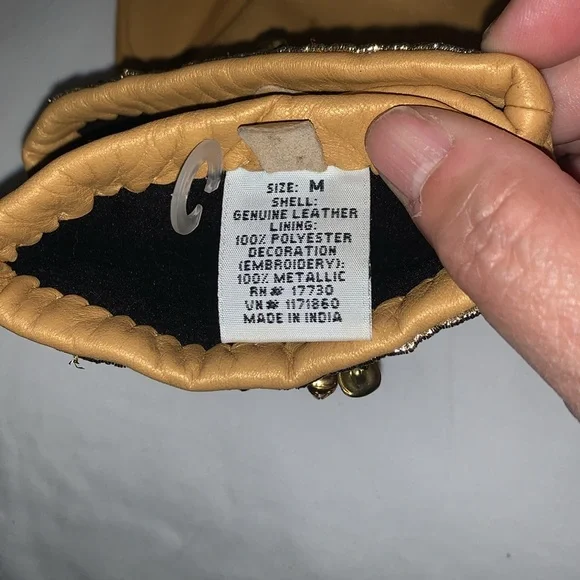 SIZE: M
SHELL:
GENUINE LEATHER
LINING:
100% POLYESTER
DECORATION
(EMBROIDERY):
100% METALLIC
RN# 17730
VN# 1171860
MADE IN INDIA